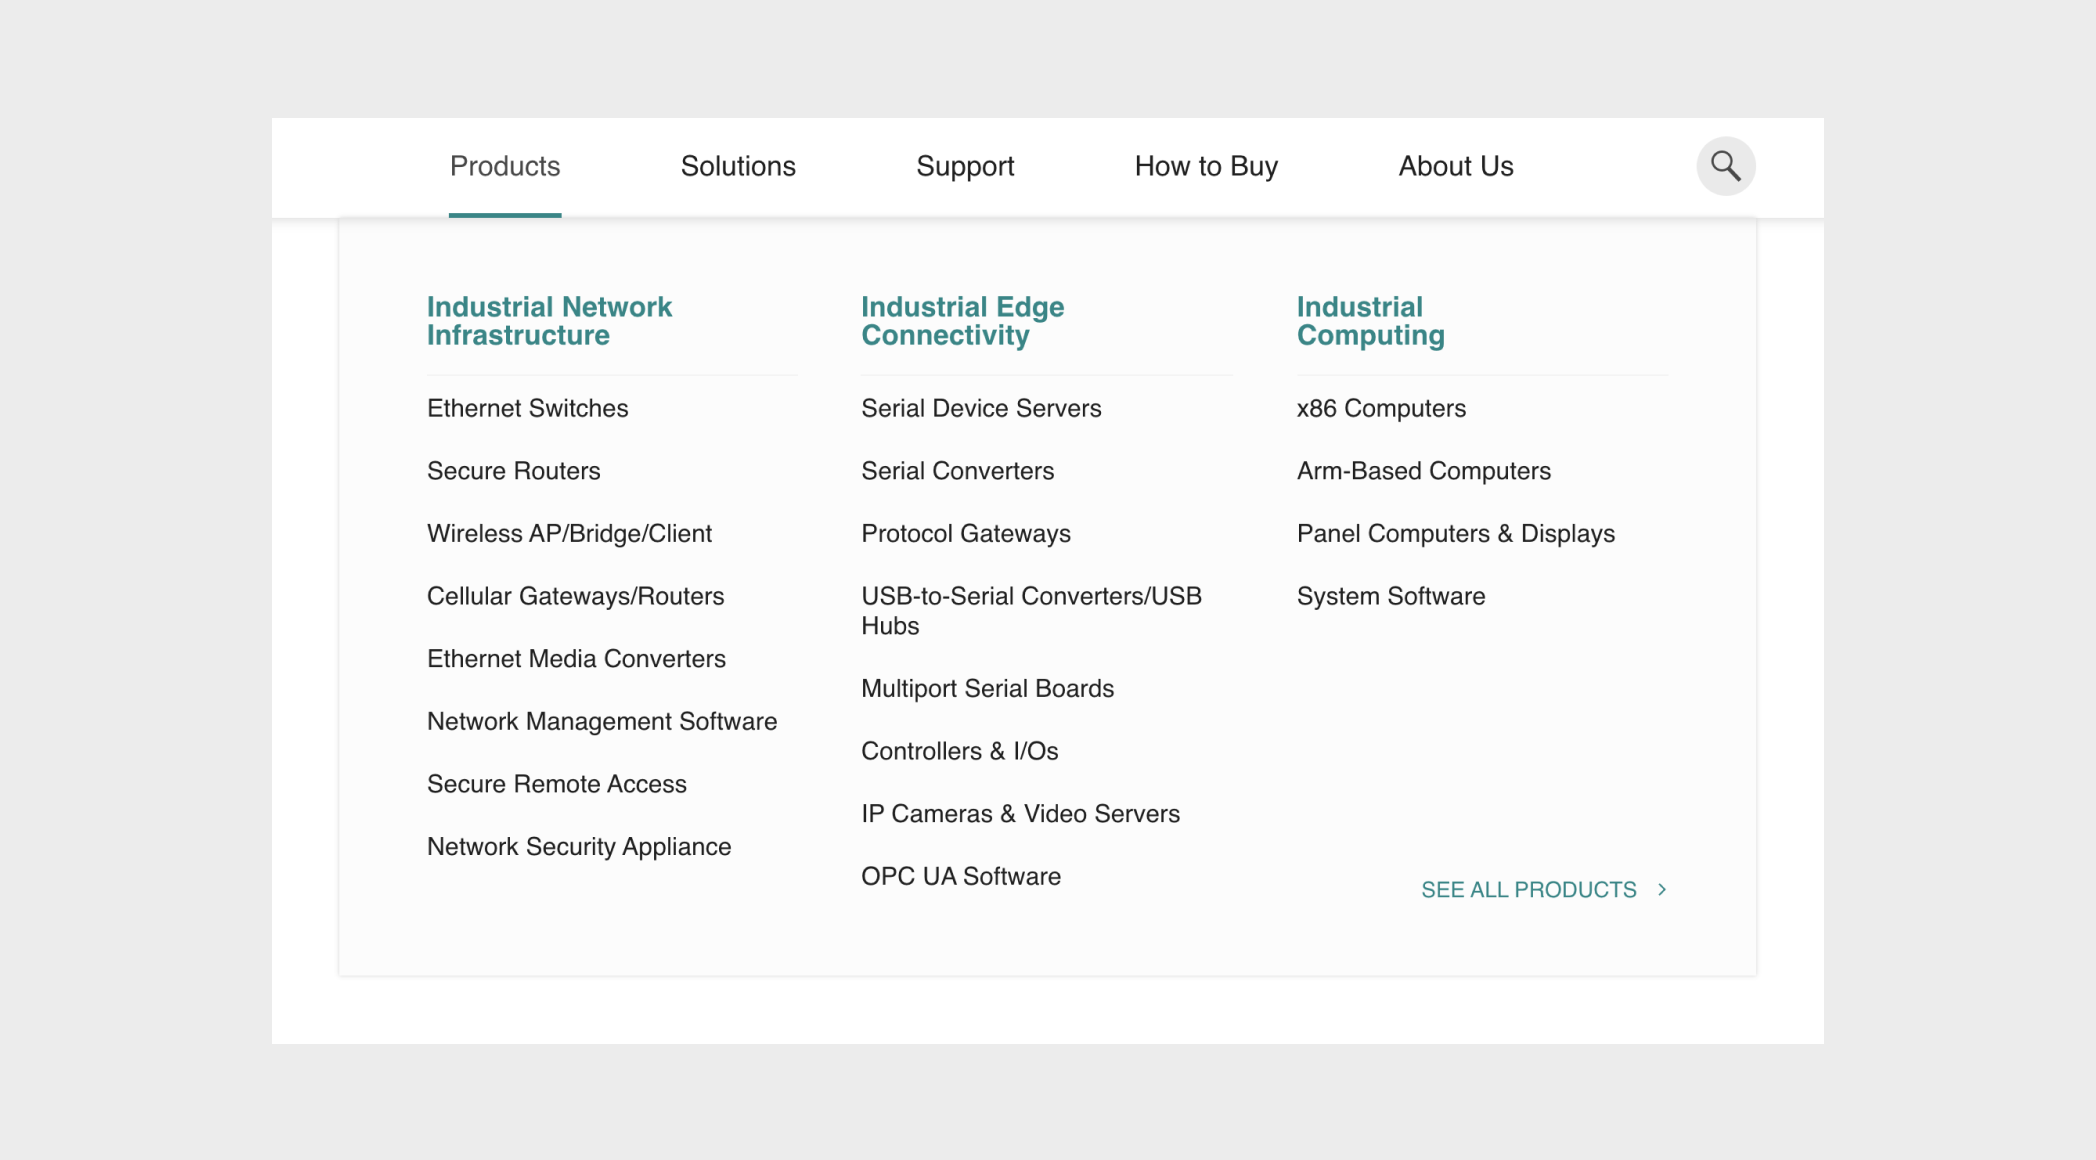 Products
Solutions
Support
How to Buy
About Us
Industrial Network
Infrastructure
Ethernet Switches
Secure Routers
Wireless AP/Bridge/Client
Cellular Gateways/Routers
Ethernet Media Converters
Network Management Software
Secure Remote Access
Network Security Appliance
Industrial Edge
Connectivity
Serial Device Servers
Serial Converters
Protocol Gateways
USB-to-Serial Converters/USB
Hubs
Multiport Serial Boards
Controllers & I/Os
IP Cameras & Video Servers
OPC UA Software
Industrial
Computing
x86 Computers
Arm-Based Computers
Panel Computers & Displays
System Software
SEE ALL PRODUCTS